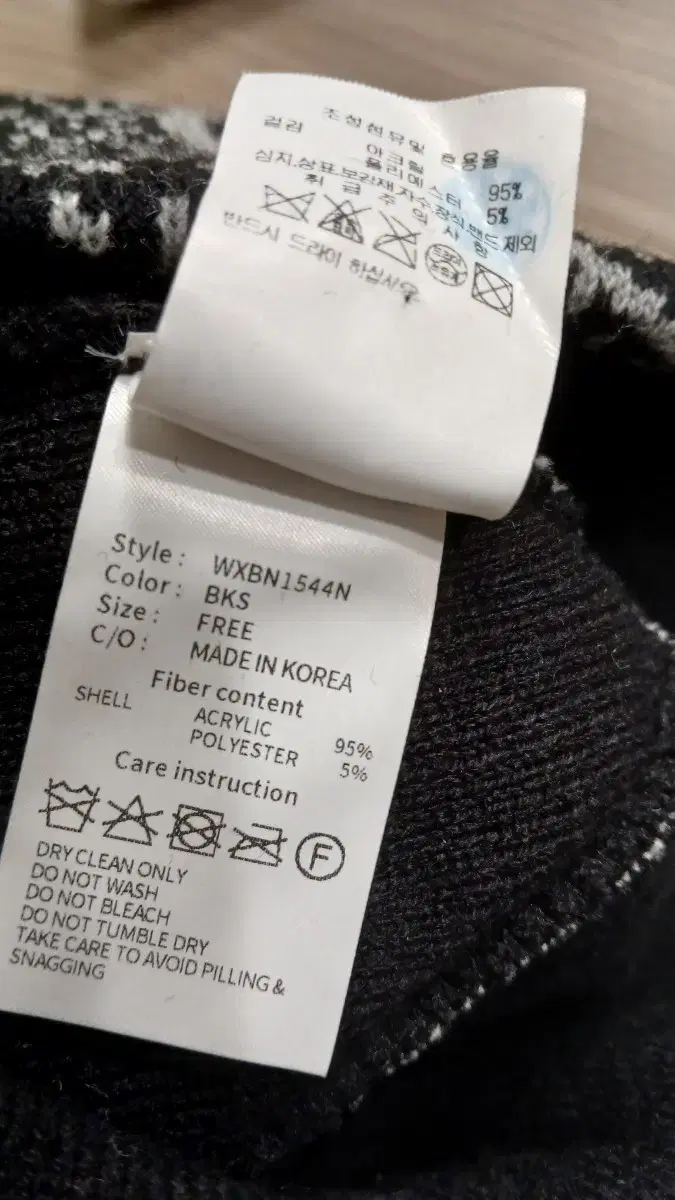 조성섬유및 혼용율
겉감 아크릴 95%
폴리에스터 5%
심지,상표,보강재,자수,장식,밴드 제외
취 급 주 의 사 항
반드시 드라이 하십시오
Style : WXBN1544N
Color : BKS
Size : FREE
C/O : MADE IN KOREA
Fiber content
SHELL ACRYLIC 95%
POLYESTER 5%
Care instruction
F
DRY CLEAN ONLY
DO NOT WASH
DO NOT BLEACH
DO NOT TUMBLE DRY
TAKE CARE TO AVOID PILLING &
SNAGGING